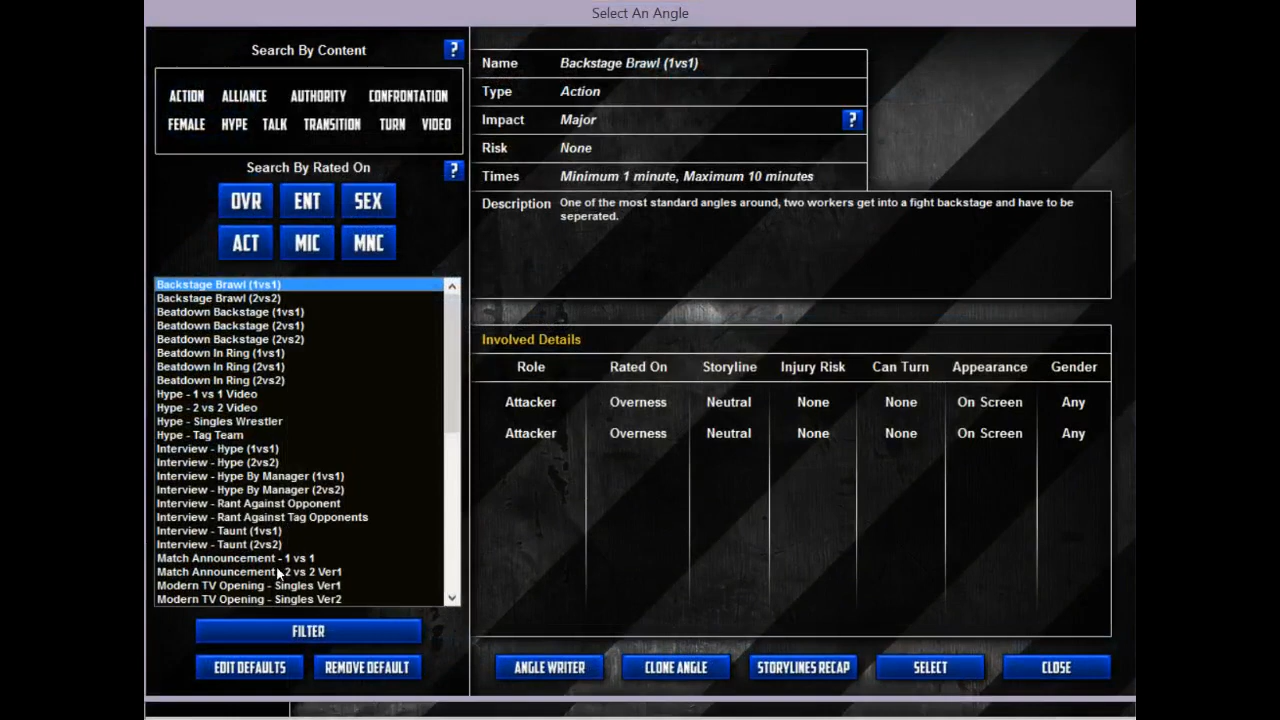 Select An Angle
Search By Content
?
ACTION ALLIANCE AUTHORITY CONFRONTATION
FEMALE HYPE TALK TRANSITION TURN VIDEO
Search By Rated On
?
OVR ENT SEX
ACT MIC MNC
Backstage Brawl (1vs1)
Backstage Brawl (2vs2)
Beatdown Backstage (1vs1)
Beatdown Backstage (2vs1)
Beatdown Backstage (2vs2)
Beatdown In Ring (1vs1)
Beatdown In Ring (2vs1)
Beatdown In Ring (2vs2)
Hype - 1 vs 1 Video
Hype - 2 vs 2 Video
Hype - Singles Wrestler
Hype - Tag Team
Interview - Hype (1vs1)
Interview - Hype (2vs2)
Interview - Hype By Manager (1vs1)
Interview - Hype By Manager (2vs2)
Interview - Rant Against Opponent
Interview - Rant Against Tag Opponents
Interview - Taunt (1vs1)
Interview - Taunt (2vs2)
Match Announcement - 1 vs 1
Match Announcement - 2 vs 2 Ver1
Modern TV Opening - Singles Ver1
Modern TV Opening - Singles Ver2
FILTER
EDIT DEFAULTS REMOVE DEFAULT
Name Backstage Brawl (1vs1)
Type Action
Impact Major ?
Risk None
Times Minimum 1 minute, Maximum 10 minutes
Description One of the most standard angles around, two workers get into a fight backstage and have to be
seperated.
Involved Details
Role Rated On Storyline Injury Risk Can Turn Appearance Gender
Attacker Overness Neutral None None On Screen Any
Attacker Overness Neutral None None On Screen Any
ANGLE WRITER CLONE ANGLE STORYLINES RECAP SELECT CLOSE